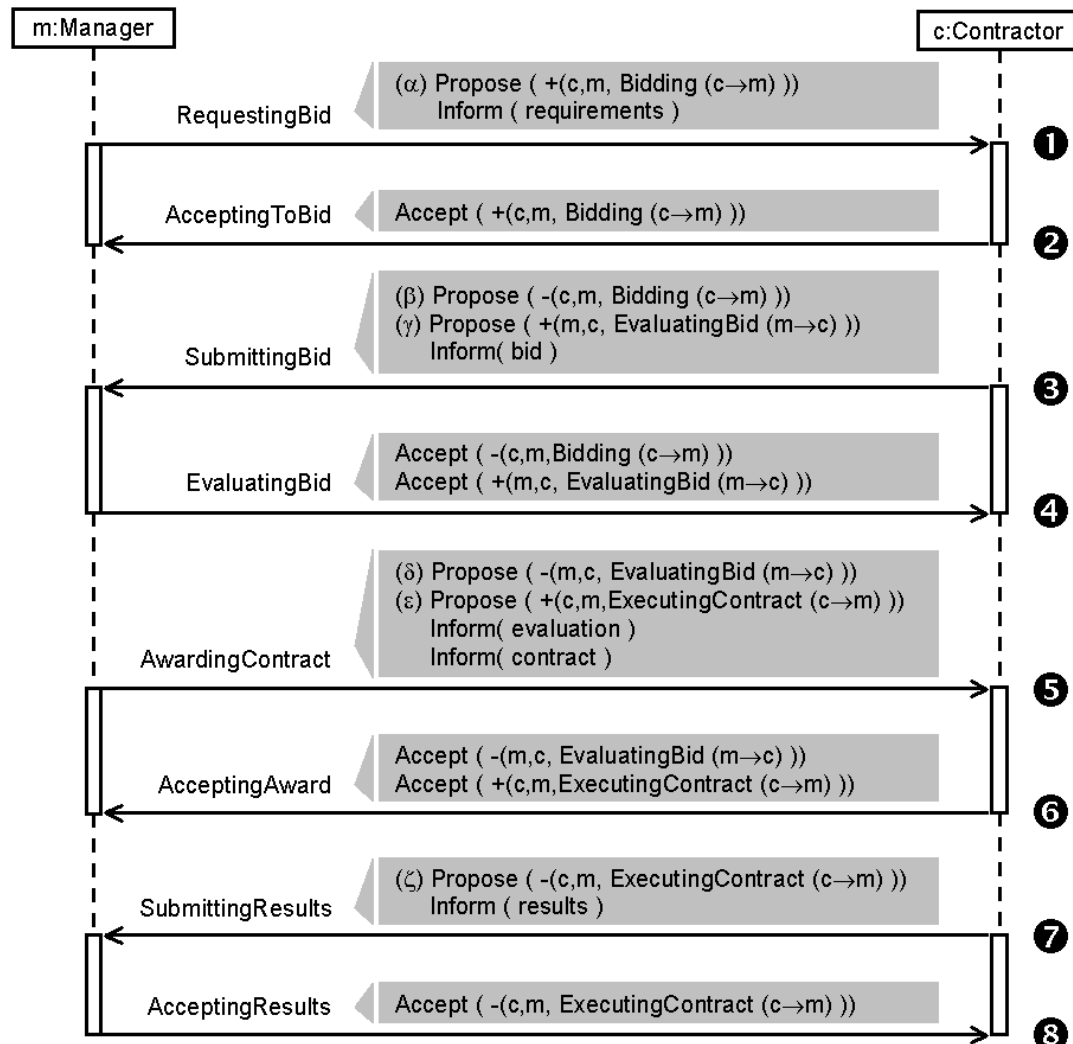 m:Manager
c:Contractor
(α) Propose ( +(c,m, Bidding (c→m) ))
Inform ( requirements )
RequestingBid
❶
AcceptingToBid
Accept ( +(c,m, Bidding (c→m) ))
❷
(β) Propose ( -(c,m, Bidding (c→m) ))
(γ) Propose ( +(m,c, EvaluatingBid (m→c) ))
Inform( bid )
SubmittingBid
❸
Accept ( -(c,m,Bidding (c→m) ))
Accept ( +(m,c, EvaluatingBid (m→c) ))
EvaluatingBid
❹
(δ) Propose ( -(m,c, EvaluatingBid (m→c) ))
(ε) Propose ( +(c,m,ExecutingContract (c→m) ))
Inform( evaluation )
Inform( contract )
AwardingContract
❺
Accept ( -(m,c, EvaluatingBid (m→c) ))
Accept ( +(c,m,ExecutingContract (c→m) ))
AcceptingAward
❻
(ζ) Propose ( -(c,m, ExecutingContract (c→m) ))
Inform ( results )
SubmittingResults
❼
AcceptingResults
Accept ( -(c,m, ExecutingContract (c→m) ))
❽